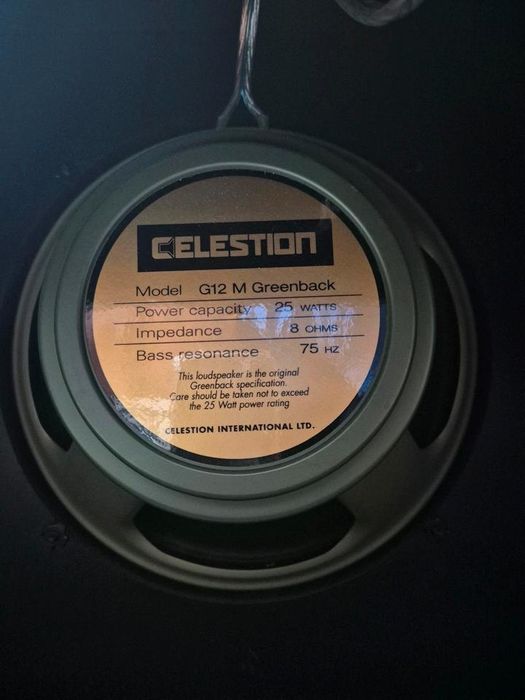 CELESTION
Model G12 M Greenback
Power capacity 25 WATTS
Impedance 8 OHMS
Bass resonance 75 HZ
This loudspeaker is the original
Greenback specification.
Care should be taken not to exceed
the 25 Watt power rating
CELESTION INTERNATIONAL LTD.